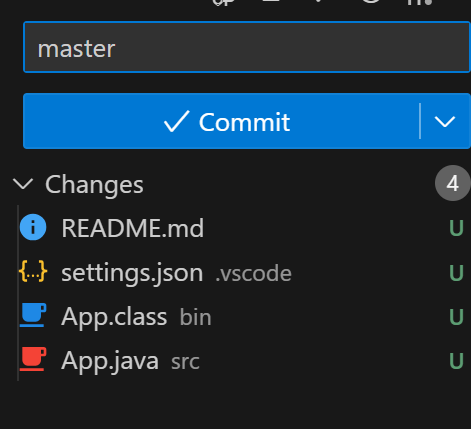 master
Commit
Changes 4
README.md U
{...} settings.json .vscode U
App.class bin U
App.java src U